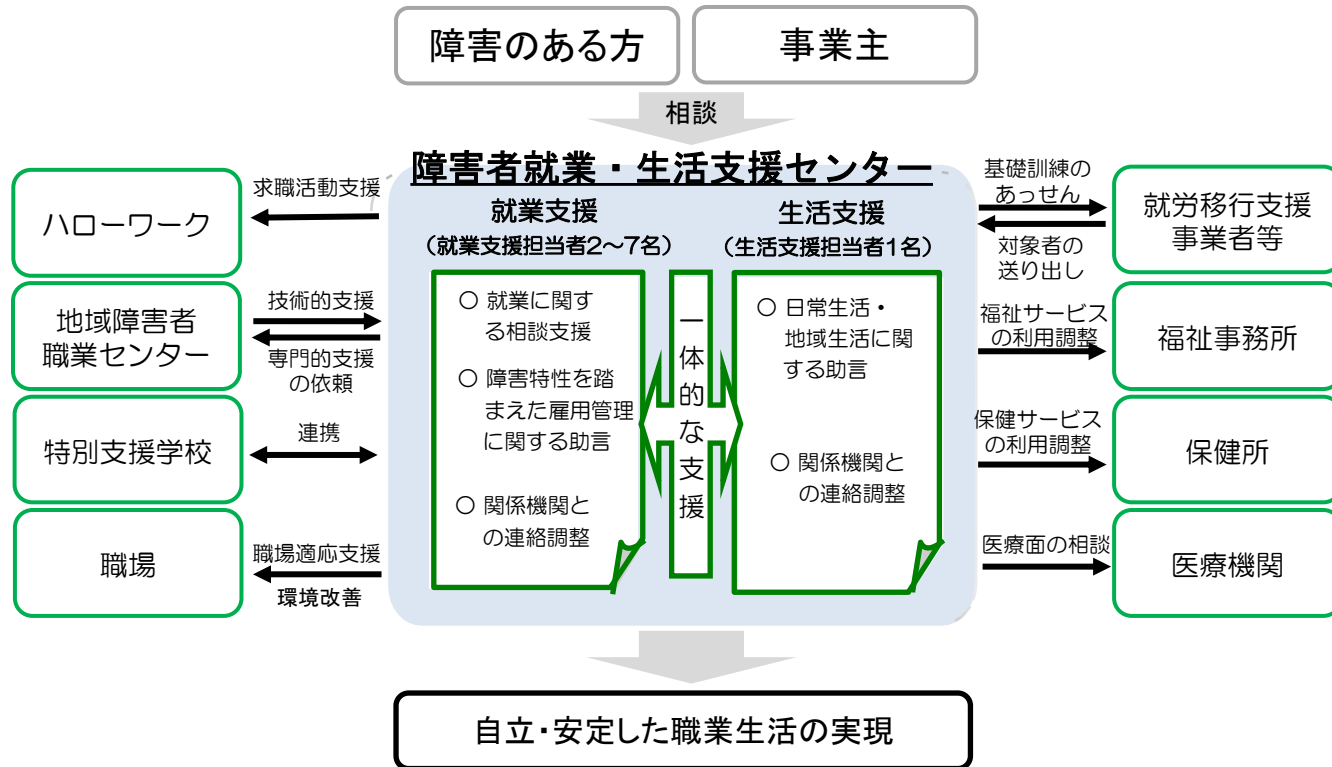 障害のある方
事業主
相談
障害者就業・生活支援センター
就業支援
(就業支援担当者2~7名)
生活支援
(生活支援担当者1名)
○ 就業に関す
る相談支援
○ 障害特性を踏
まえた雇用管理
に関する助言
○ 関係機関と
の連絡調整
一体的な支援
○ 日常生活・
地域生活に関
する助言
○ 関係機関と
の連絡調整
ハローワーク
求職活動支援
地域障害者
職業センター
技術的支援
専門的支援
の依頼
特別支援学校
連携
職場
職場適応支援
環境改善
基礎訓練の
あっせん
対象者の
送り出し
就労移行支援
事業者等
福祉サービス
の利用調整
福祉事務所
保健サービス
の利用調整
保健所
医療面の相談
医療機関
自立・安定した職業生活の実現